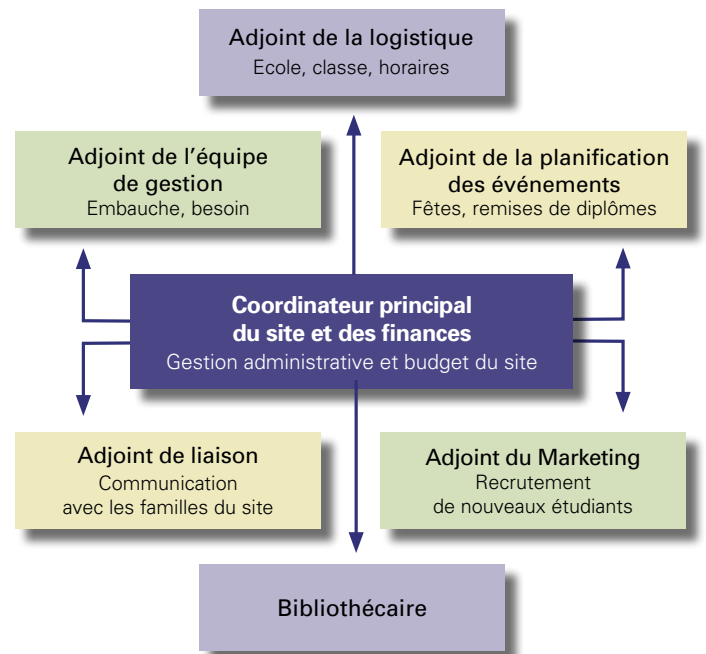 Adjoint de la logistique
Ecole, classe, horaires
Adjoint de l'équipe
de gestion
Embauche, besoin
Adjoint de la planification
des événements
Fêtes, remises de diplômes
Coordinateur principal
du site et des finances
Gestion administrative et budget du site
Adjoint de liaison
Communication
avec les familles du site
Adjoint du Marketing
Recrutement
de nouveaux étudiants
Bibliothécaire